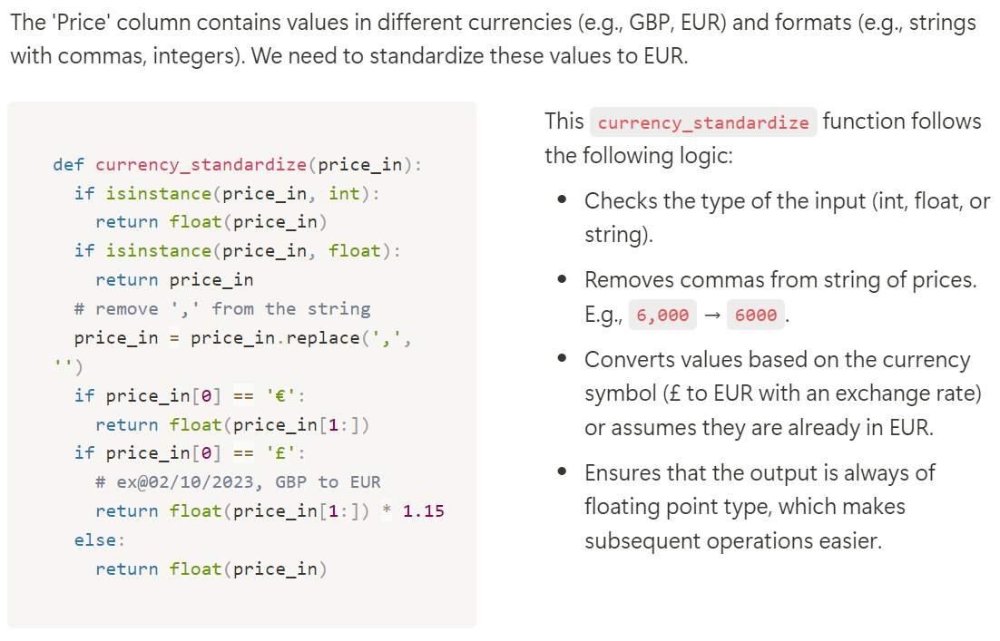 The 'Price' column contains values in different currencies (e.g., GBP, EUR) and formats (e.g., strings
with commas, integers). We need to standardize these values to EUR.
def currency_standardize(price_in):
  if isinstance(price_in, int):
    return float(price_in)
  if isinstance(price_in, float):
    return price_in
  # remove ',' from the string
  price_in = price_in.replace(',',
'')
  if price_in[0] == '€':
    return float(price_in[1:])
  if price_in[0] == '£':
    # ex@02/10/2023, GBP to EUR
    return float(price_in[1:]) * 1.15
  else:
    return float(price_in)
This currency_standardize function follows
the following logic:
• Checks the type of the input (int, float, or
string).
• Removes commas from string of prices.
E.g., 6,000 → 6000.
• Converts values based on the currency
symbol (£ to EUR with an exchange rate)
or assumes they are already in EUR.
• Ensures that the output is always of
floating point type, which makes
subsequent operations easier.